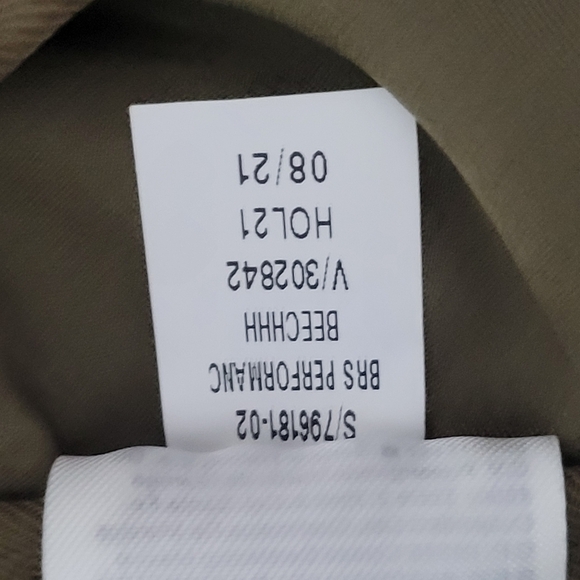 S/796181-02
BRS PERFORMANC
BEECHHH
V/302842
HOL21
08/21